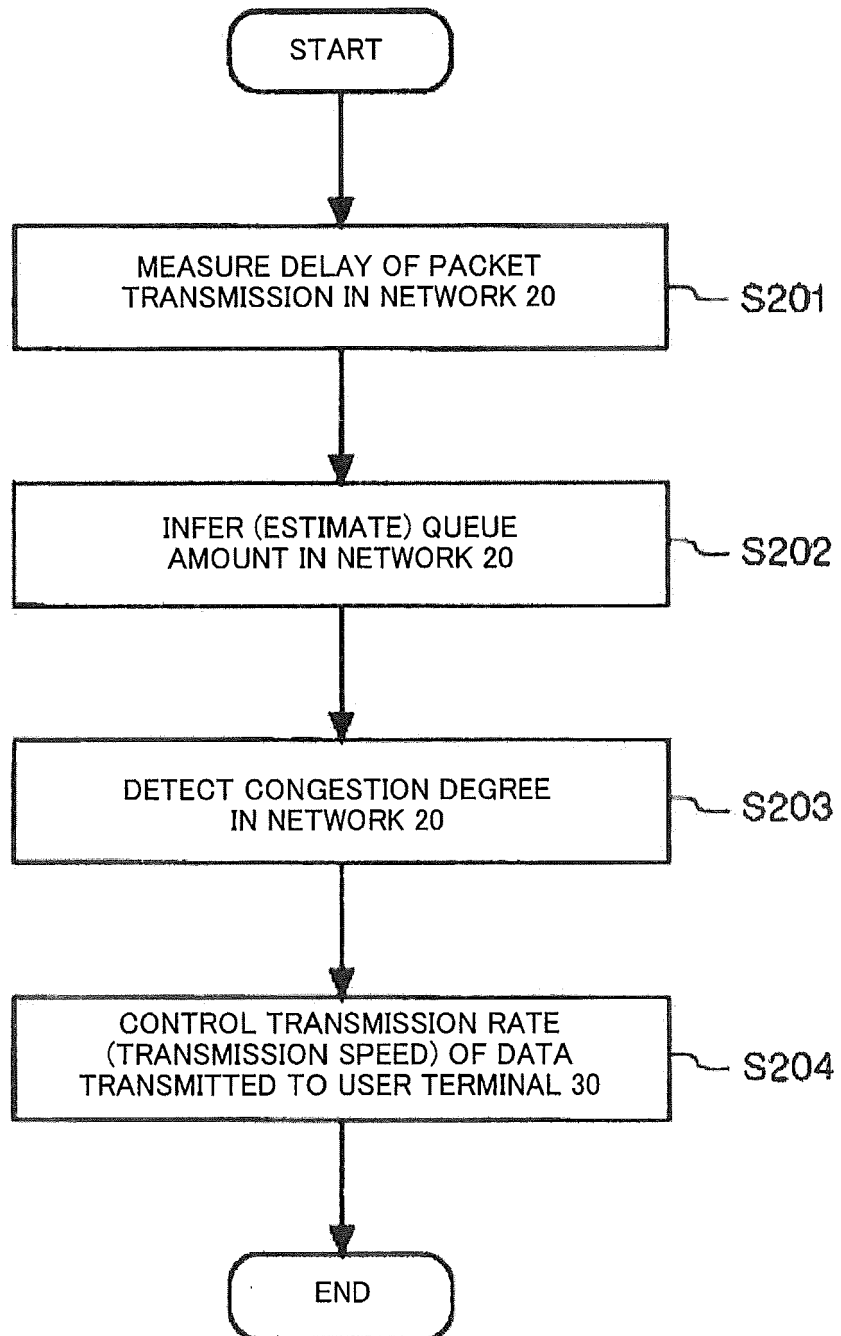 START
MEASURE DELAY OF PACKET
TRANSMISSION IN NETWORK 20
S201
INFER (ESTIMATE) QUEUE
AMOUNT IN NETWORK 20
S202
DETECT CONGESTION DEGREE
IN NETWORK 20
S203
CONTROL TRANSMISSION RATE
(TRANSMISSION SPEED) OF DATA
TRANSMITTED TO USER TERMINAL 30
S204
END